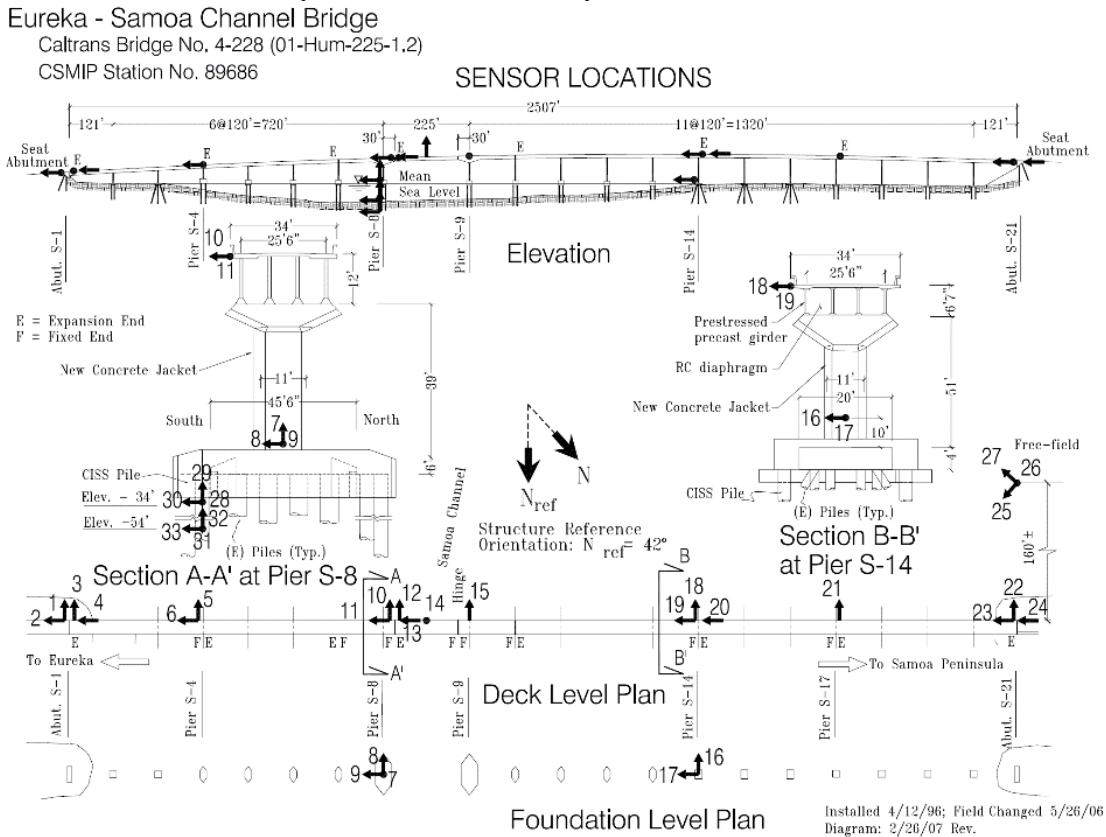 Eureka - Samoa Channel Bridge
Caltrans Bridge No. 4-228 (01-Hum-225-1.2)
CSMIP Station No. 89686
SENSOR LOCATIONS
2507'
121' 6@120'=720' 225' 11@120'=1320' 121'
30' 30'
Seat Abutment
E E E E E E
Seat Abutment
Mean Sea Level
Abut. S-1 Pier S-4 Pier S-8 Pier S-9 Pier S-14 Abut. S-21
Elevation
34'
25'6"
10
11
12'
E = Expansion End
F = Fixed End
New Concrete Jacket
11'
45'6"
39'
South North
7
8 9
6'
CISS Pile
29
Elev. - 34'
30 28
32
Elev. -54'
33 31
(E) Piles (Typ.)
Section A-A' at Pier S-8
N
Nref
Structure Reference
Orientation: N ref = 42°
34'
25'6"
18
19
6'7"
Prestressed
precast girder
RC diaphragm
51'
11'
20'
New Concrete Jacket
16
17
10'
4'
CISS Pile
(E) Piles (Typ.)
Section B-B'
at Pier S-14
Free-field
27 26
25
160'±
Samoa Channel
Hinge
A B
1 3 2 4 6 5 11 10 12 13 14 15 19 18 20 21 23 22 24
E F E E F F E F F E F E F E E
A' B'
To Eureka
To Samoa Peninsula
Abut. S-1 Pier S-4 Pier S-8 Pier S-9 Pier S-14 Pier S-17 Abut. S-21
Deck Level Plan
8
9 7
16
17
Foundation Level Plan
Installed 4/12/96; Field Changed 5/26/06
Diagram: 2/26/07 Rev.